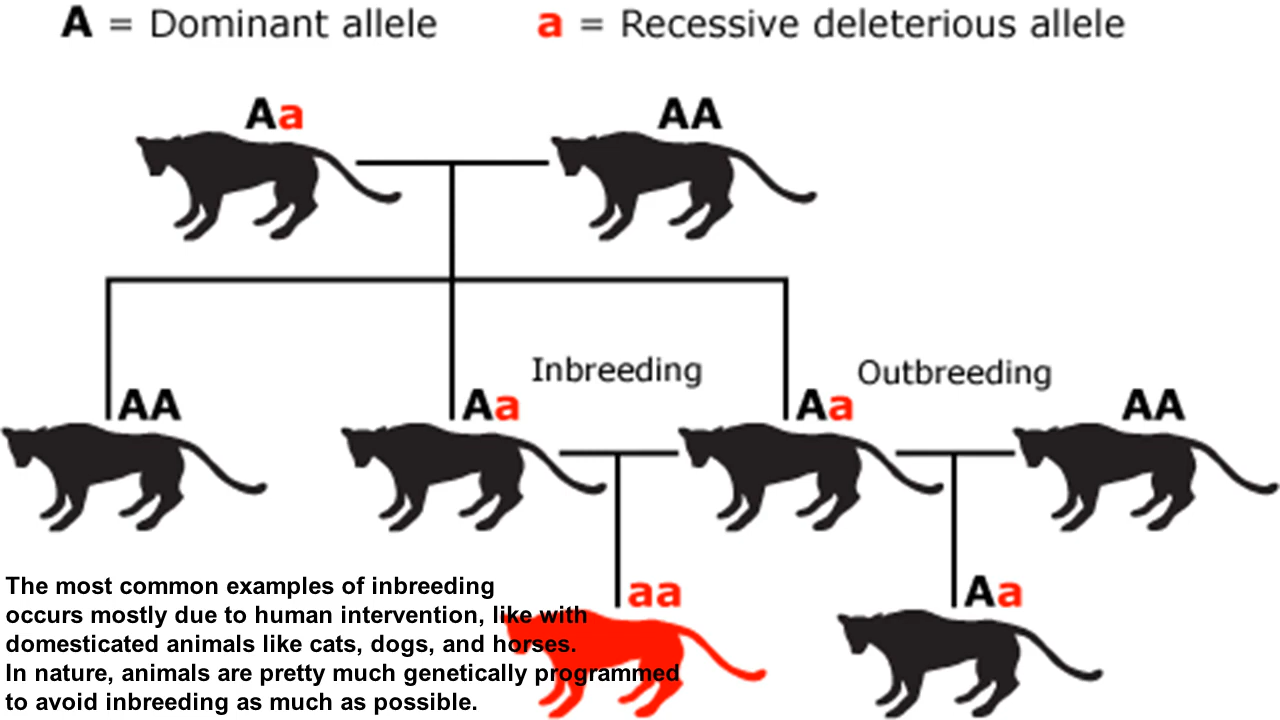 A = Dominant allele a = Recessive deleterious allele
Aa AA
Inbreeding Outbreeding
AA Aa Aa AA
The most common examples of inbreeding
occurs mostly due to human intervention, like with
domesticated animals like cats, dogs, and horses.
In nature, animals are pretty much genetically programmed
to avoid inbreeding as much as possible.
aa Aa